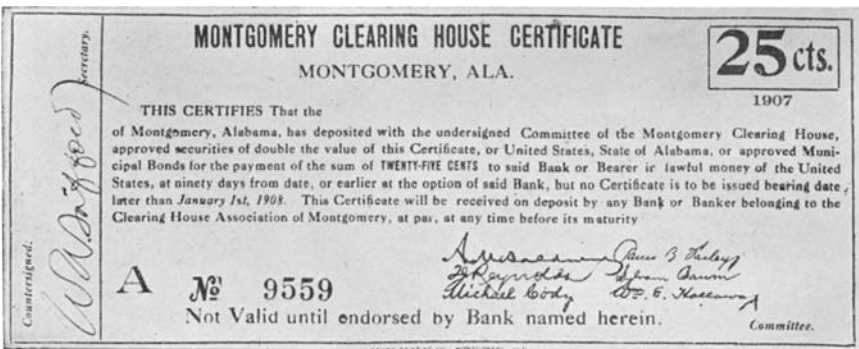 MONTGOMERY CLEARING HOUSE CERTIFICATE
25 cts.
MONTGOMERY, ALA.
1907
THIS CERTIFIES That the
of Montgomery, Alabama, has deposited with the undersigned Committee of the Montgomery Clearing House,
approved securities of double the value of this Certificate, or United States, State of Alabama, or approved Muni-
cipal Bonds for the payment of the sum of TWENTY-FIVE CENTS to said Bank or Bearer in lawful money of the United
States, at ninety days from date, or earlier at the option of said Bank, but no Certificate is to be issued bearing date
later than January 1st, 1908. This Certificate will be received on deposit by any Bank or Banker belonging to the
Clearing House Association of Montgomery, at par, at any time before its maturity
Reynolds
Michael Cody Wm. E. Holloway
A No 9559
Not Valid until endorsed by Bank named herein.
Committee.
Countersigned:
Secretary.